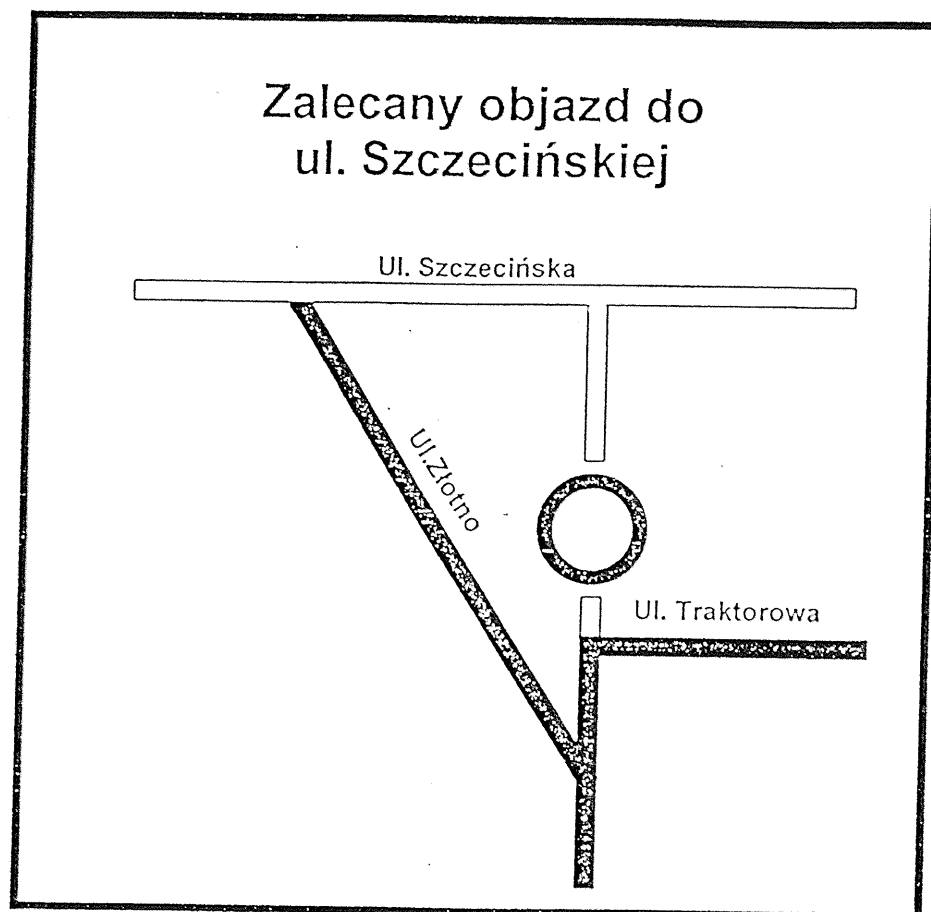 Zalecany objazd do
ul. Szczecińskiej
Ul. Szczecińska
Ul.Złotno
Ul. Traktorowa